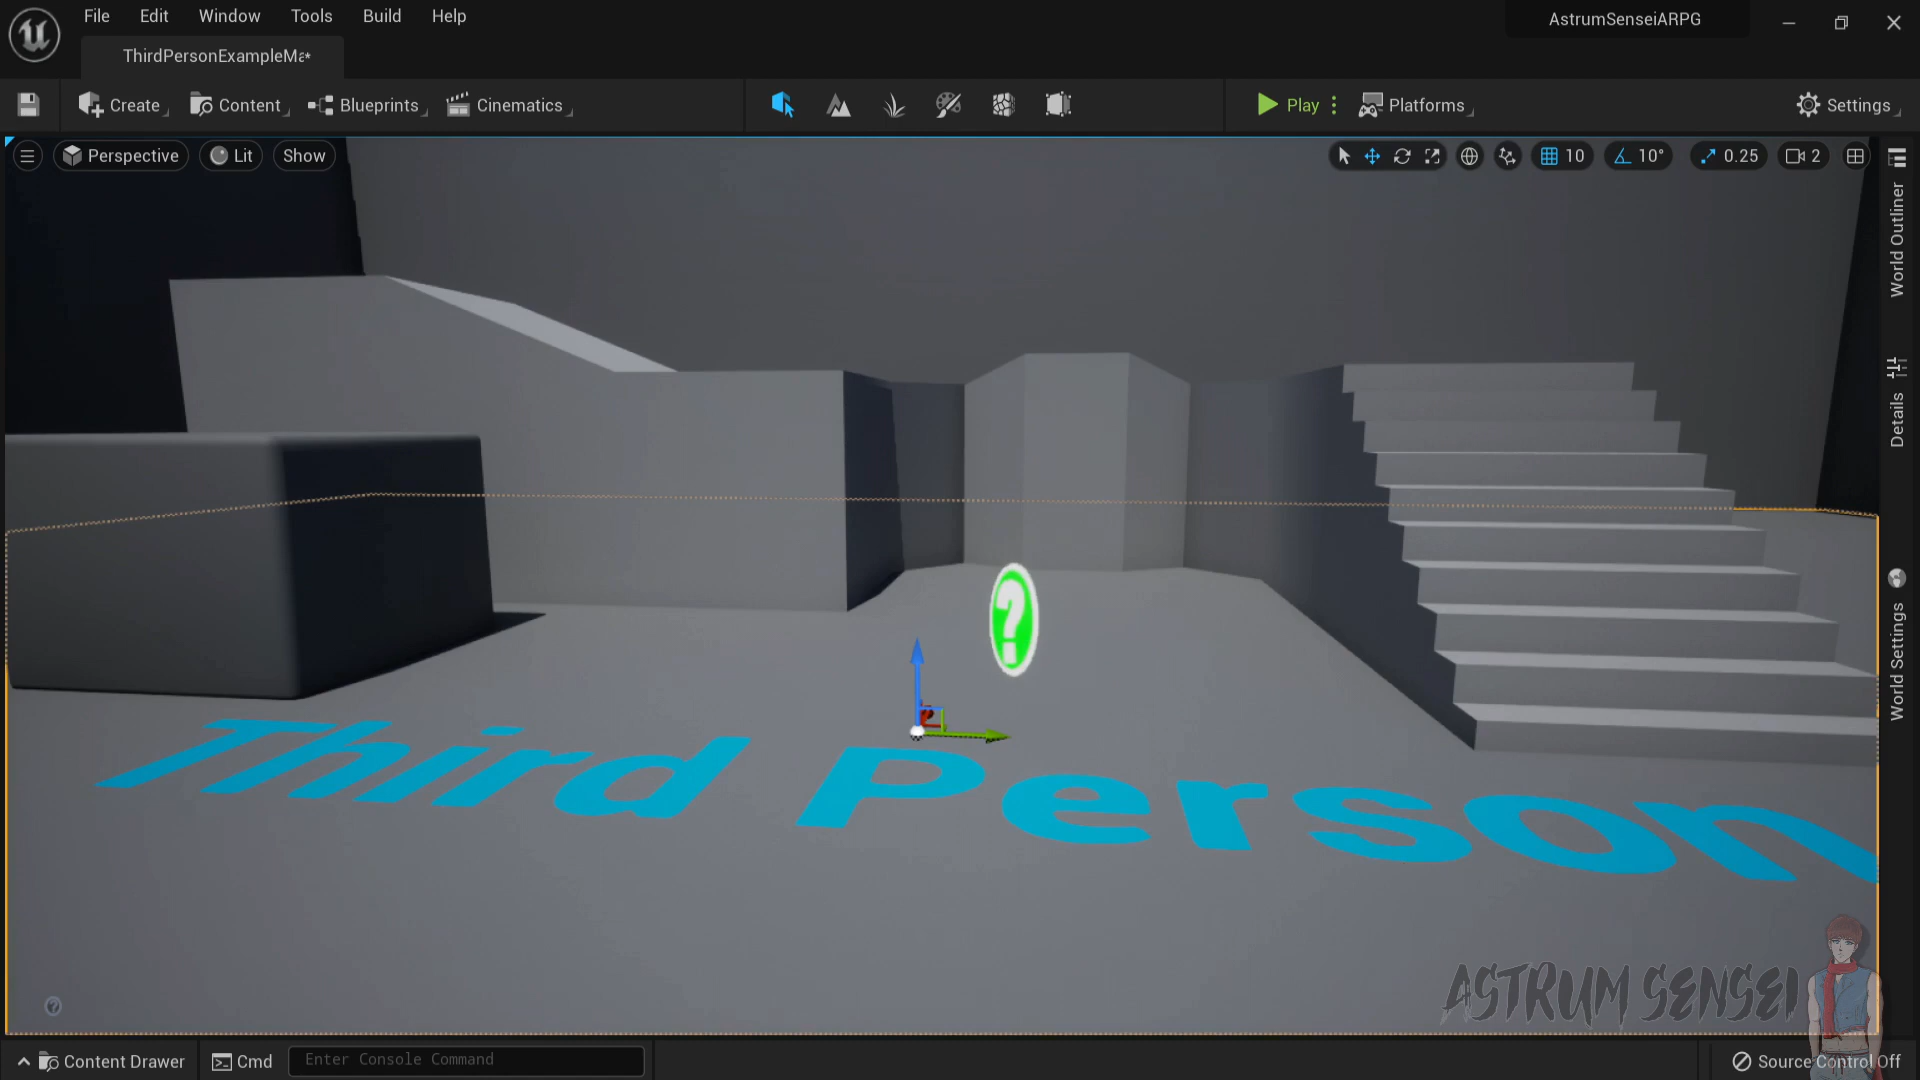 File Edit Window Tools Build Help
AstrumSenseiARPG
ThirdPersonExampleMa*
Create Content Blueprints Cinematics Play Platforms Settings
Perspective Lit Show 10 10° 0.25 2
World Outliner
Details
World Settings
?
Third Person
ASTRUM SENSEI
Content Drawer Cmd Enter Console Command Source Control Off